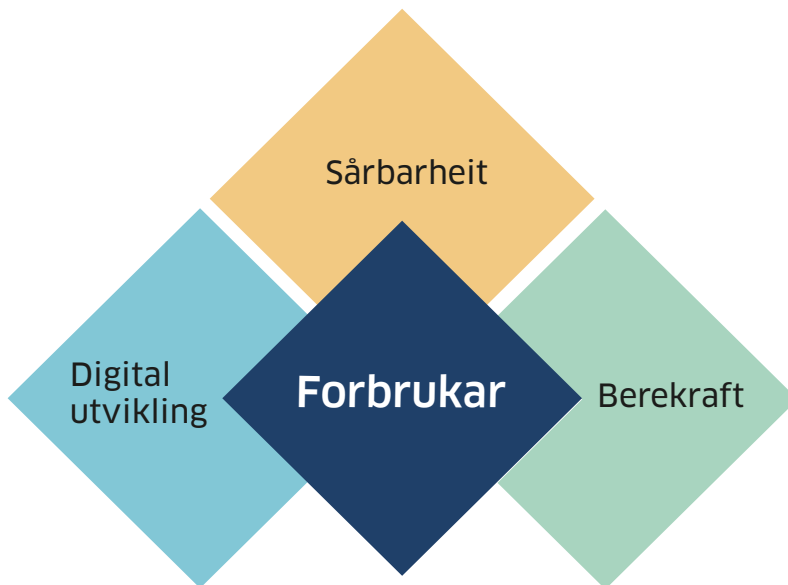 Sårbarheit
Digital
utvikling
Forbrukar
Berekraft